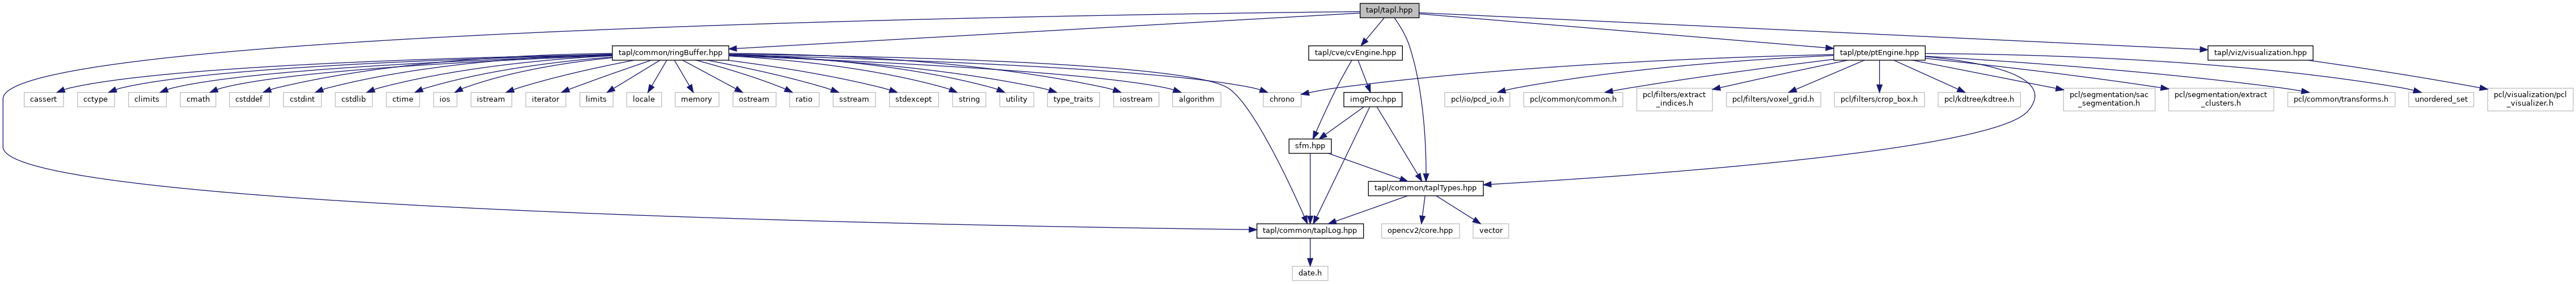 tapl/tapl.hpp
tapl/common/ringBuffer.hpp
tapl/cve/cvEngine.hpp
tapl/pte/ptEngine.hpp
tapl/viz/visualization.hpp
cassert
cctype
climits
cmath
cstddef
cstdint
cstdlib
ctime
ios
istream
iterator
limits
locale
memory
ostream
ratio
sstream
stdexcept
string
utility
type_traits
iostream
algorithm
chrono
imgProc.hpp
pcl/io/pcd_io.h
pcl/common/common.h
pcl/filters/extract
_indices.h
pcl/filters/voxel_grid.h
pcl/filters/crop_box.h
pcl/kdtree/kdtree.h
pcl/segmentation/sac
_segmentation.h
pcl/segmentation/extract
_clusters.h
pcl/common/transforms.h
unordered_set
pcl/visualization/pcl
_visualizer.h
sfm.hpp
tapl/common/taplTypes.hpp
tapl/common/taplLog.hpp
opencv2/core.hpp
vector
date.h